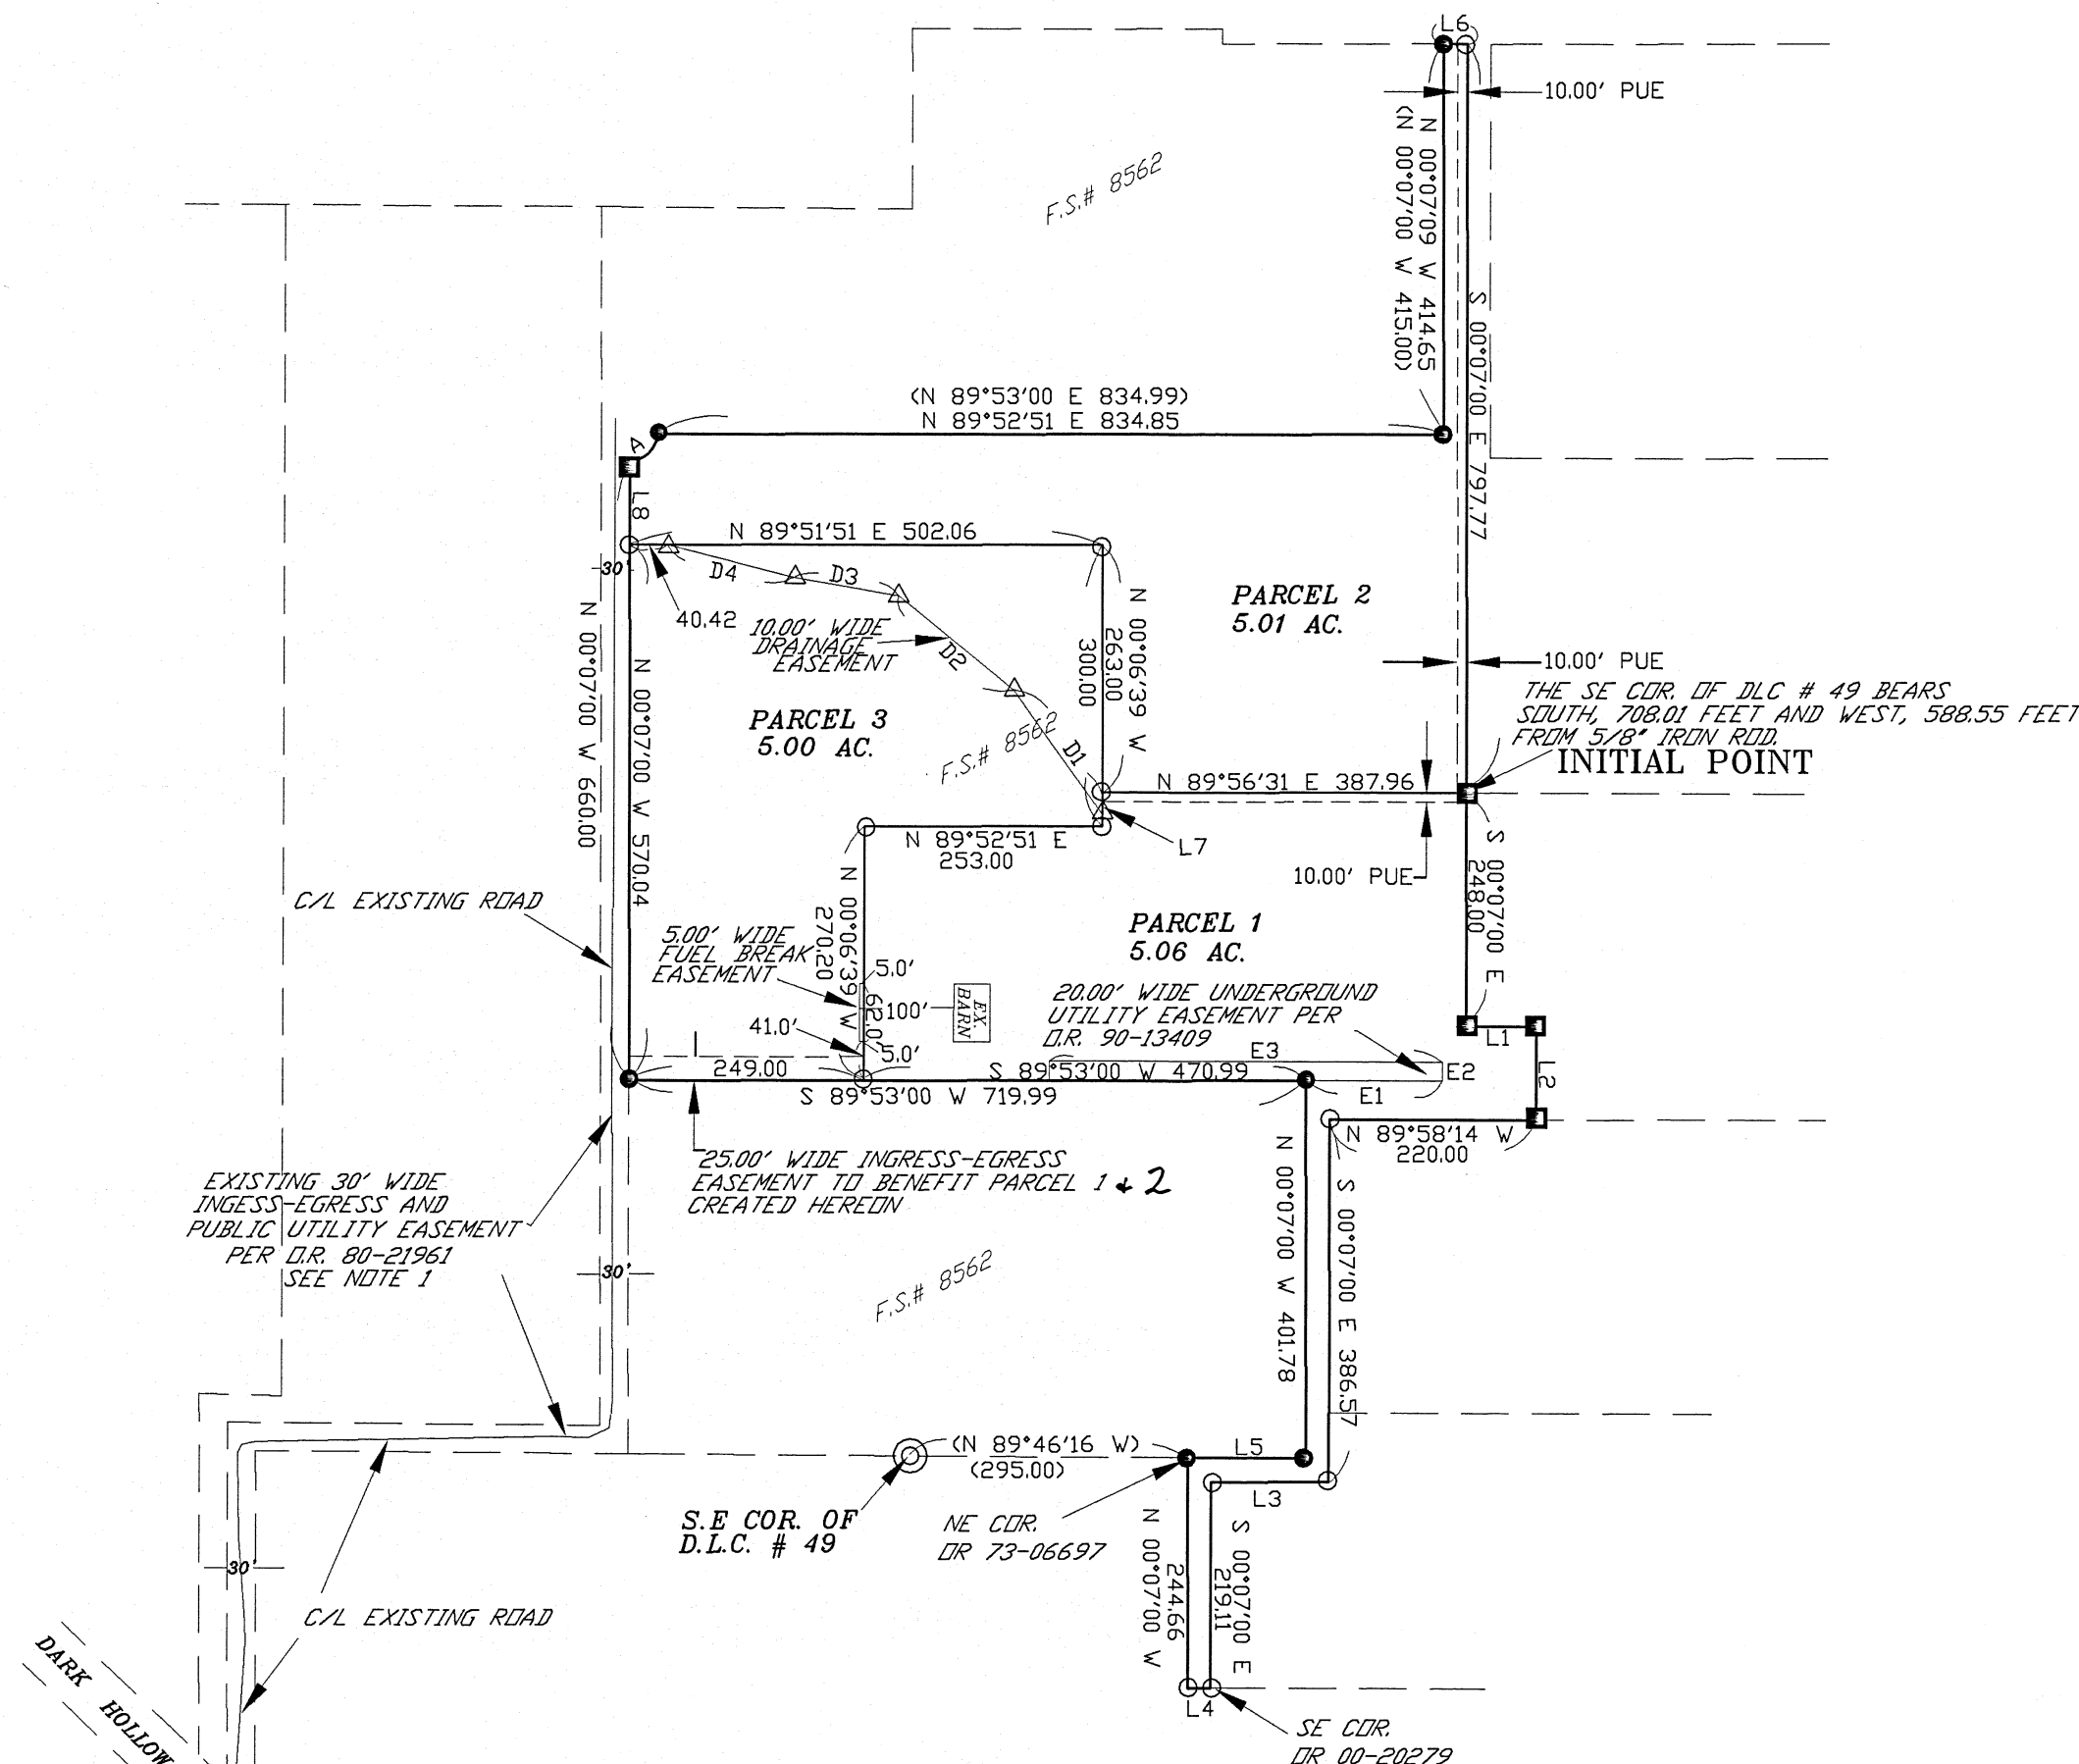 L6
10.00' PUE
N 00°07'09 W 414.65
(N 00°07'00 W 415.00)
F.S.# 8562
S 00°07'00 E 797.77
(N 89°53'00 E 834.99)
N 89°52'51 E 834.85
A
L8
N 89°51'51 E 502.06
30'
D4
D3
40.42
10.00' WIDE
DRAINAGE
EASEMENT
D2
N 00°06'39 W
263.00
300.00
PARCEL 2
5.01 AC.
10.00' PUE
THE SE COR. OF DLC # 49 BEARS
SOUTH, 708.01 FEET AND WEST, 588.55 FEET
FROM 5/8" IRON ROD.
INITIAL POINT
N 00°07'00 W 660.00
N 00°07'00 W 570.04
PARCEL 3
5.00 AC.
F.S.# 8562
D1
N 89°56'31 E 387.96
L7
N 89°52'51 E
253.00
10.00' PUE
S 00°07'00 E
248.00
C/L EXISTING ROAD
N 00°06'39 W
270.20
5.00' WIDE
FUEL BREAK
EASEMENT
5.0'
62.0'
100'
EX.
BARN
41.0'
5.0'
PARCEL 1
5.06 AC.
20.00' WIDE UNDERGROUND
UTILITY EASEMENT PER
O.R. 90-13409
L1
L2
E3
E2
E1
249.00
S 89°53'00 W 470.99
S 89°53'00 W 719.99
N 89°58'14 W
220.00
25.00' WIDE INGRESS-EGRESS
EASEMENT TO BENEFIT PARCEL 1 & 2
CREATED HEREON
EXISTING 30' WIDE
INGESS-EGRESS AND
PUBLIC UTILITY EASEMENT
PER O.R. 80-21961
SEE NOTE 1
30'
F.S.# 8562
N 00°07'00 W 401.78
S 00°07'00 E 386.57
(N 89°46'16 W)
(295.00)
L5
L3
S.E COR. OF
D.L.C. # 49
NE COR.
OR 73-06697
N 00°07'00 W
244.66
S 00°07'00 E
219.11
30'
C/L EXISTING ROAD
DARK HOLLOW
L4
SE COR.
OR 00-20279